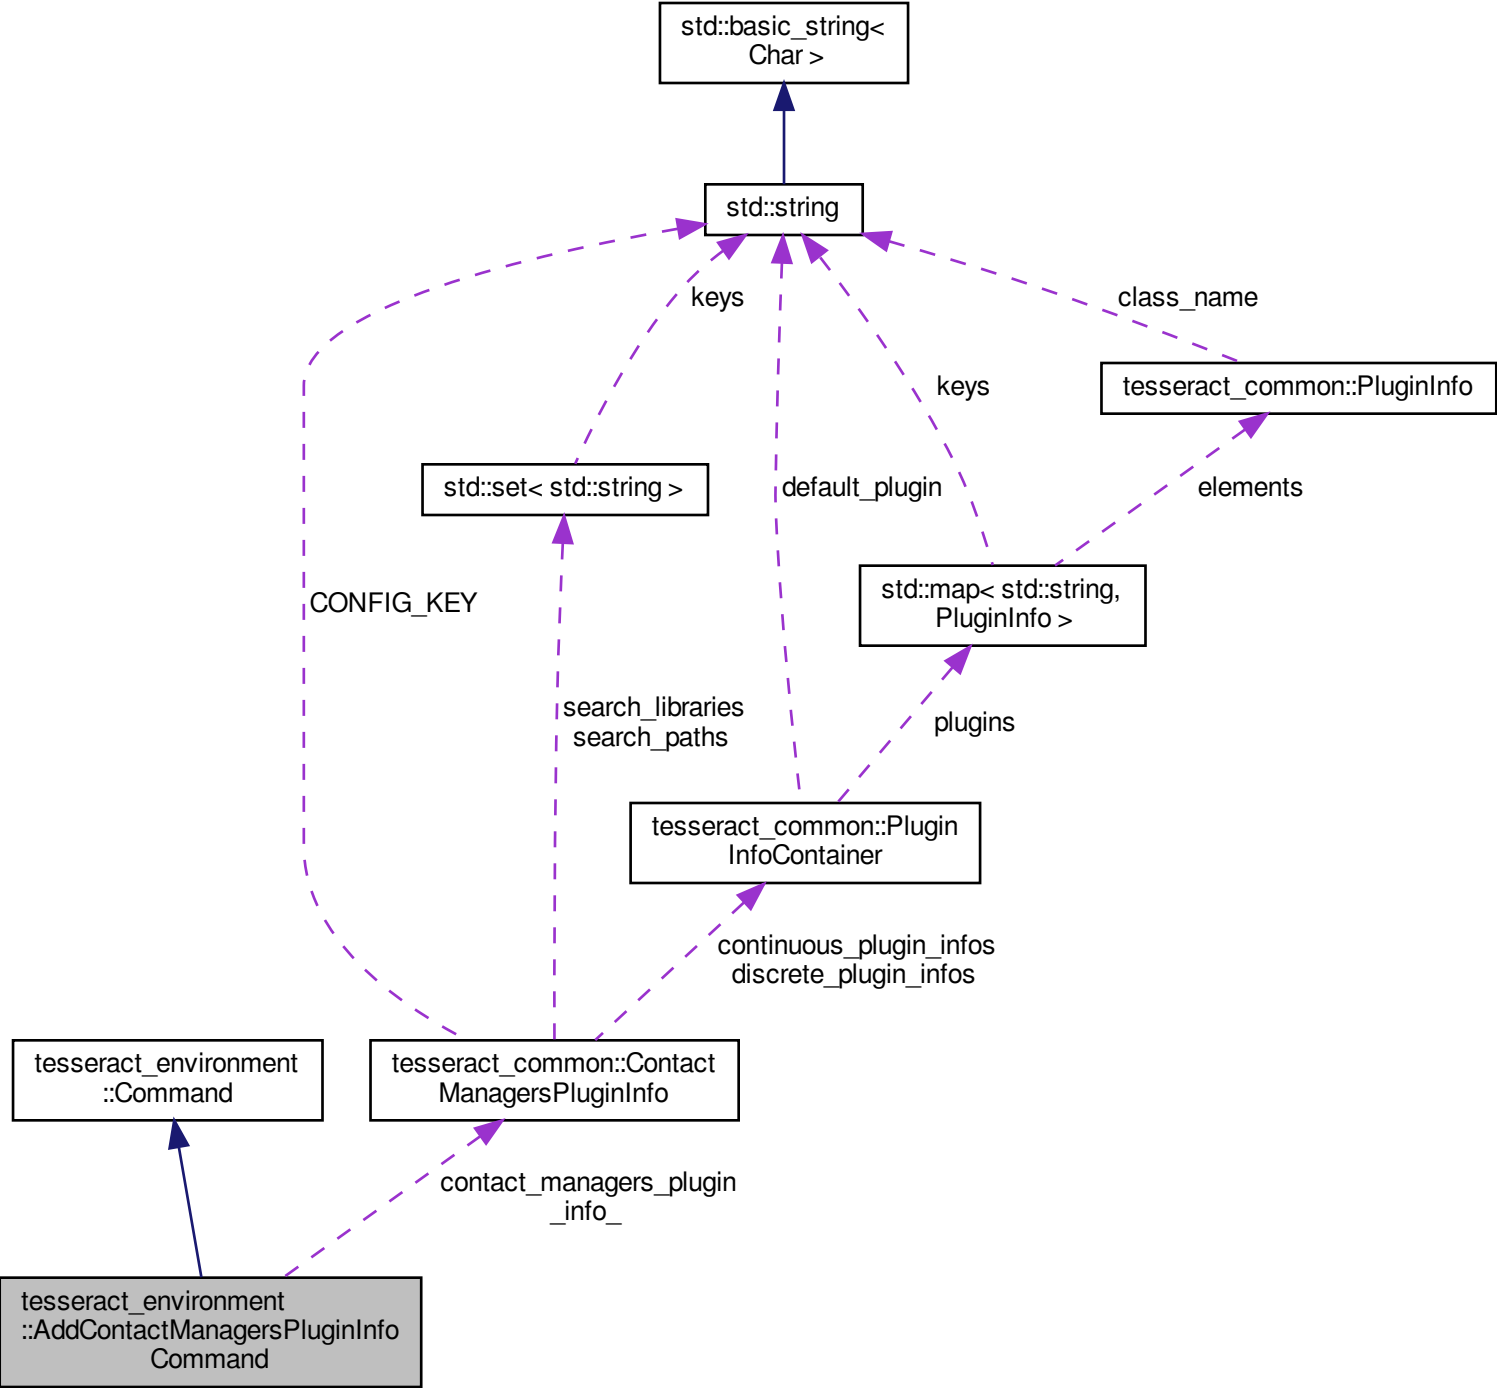 std::basic_string<
Char >
std::string
keys
class_name
tesseract_common::PluginInfo
keys
std::set< std::string >
default_plugin
elements
std::map< std::string,
PluginInfo >
CONFIG_KEY
search_libraries
search_paths
plugins
tesseract_common::Plugin
InfoContainer
continuous_plugin_infos
discrete_plugin_infos
tesseract_environment
::Command
tesseract_common::Contact
ManagersPluginInfo
contact_managers_plugin
_info_
tesseract_environment
::AddContactManagersPluginInfo
Command